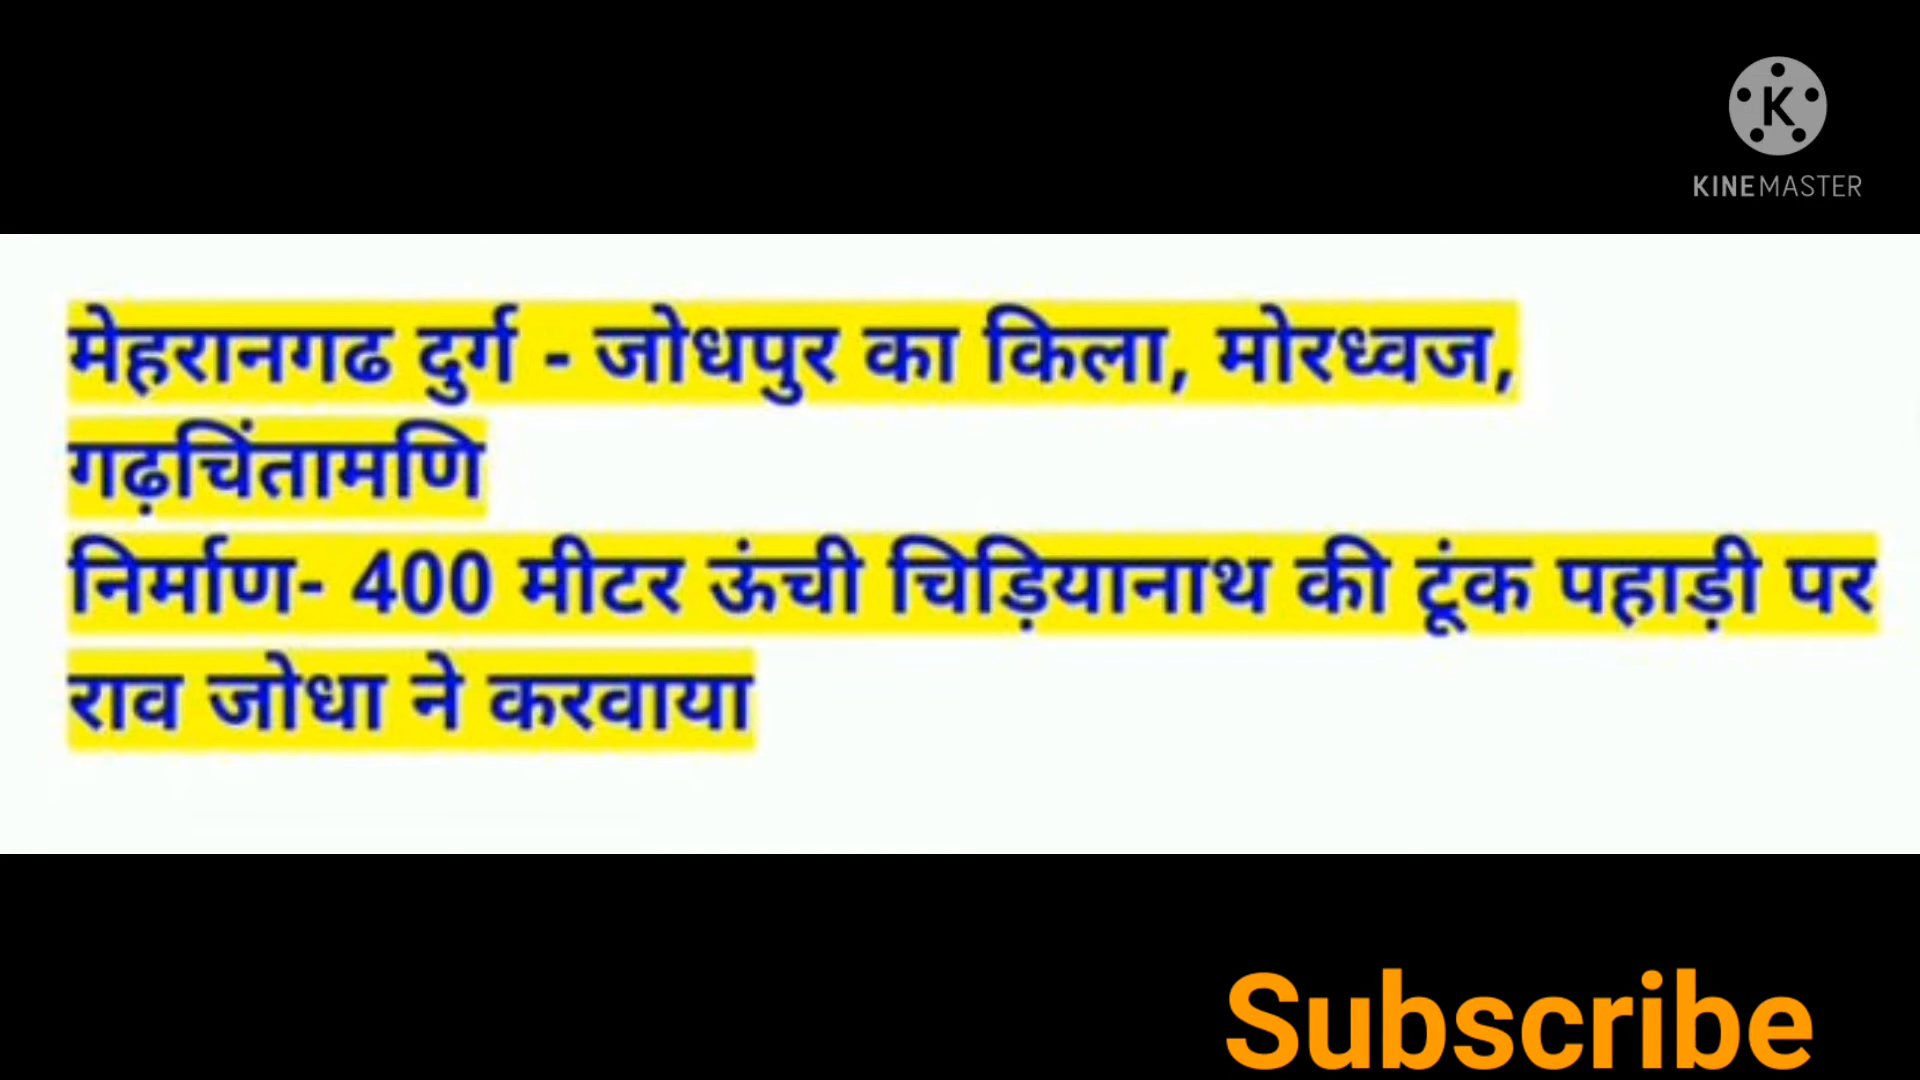 KINEMASTER
मेहरानगढ दुर्ग - जोधपुर का किला, मोरध्वज,
गढ़चिंतामणि
निर्माण- 400 मीटर ऊंची चिड़ियानाथ की टूंक पहाड़ी पर
राव जोधा ने करवाया
Subscribe